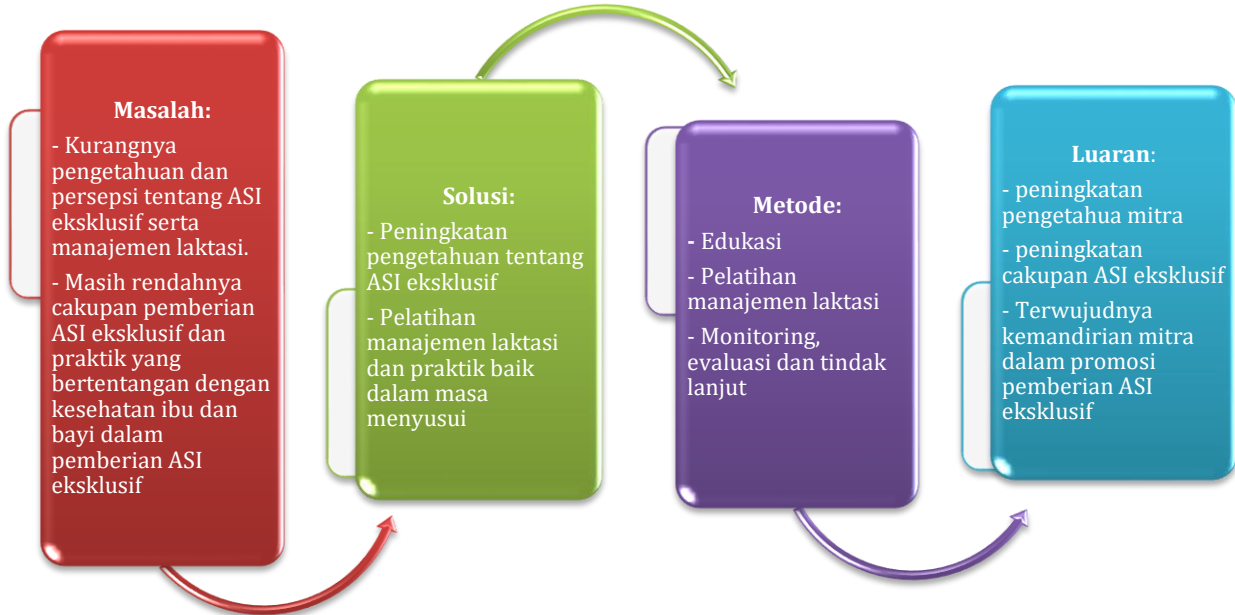 Masalah:
- Kurangnya
pengetahuan dan
persepsi tentang ASI
eksklusif serta
manajemen laktasi.
- Masih rendahnya
cakupan pemberian
ASI eksklusif dan
praktik yang
bertentangan dengan
kesehatan ibu dan
bayi dalam
pemberian ASI
eksklusif
Solusi:
- Peningkatan
pengetahuan tentang
ASI eksklusif
- Pelatihan
manajemen laktasi
dan praktik baik
dalam masa
menyusui
Metode:
- Edukasi
- Pelatihan
manajemen laktasi
- Monitoring,
evaluasi dan tindak
lanjut
Luaran:
- peningkatan
pengetahua mitra
- peningkatan
cakupan ASI eksklusif
- Terwujudnya
kemandirian mitra
dalam promosi
pemberian ASI
eksklusif